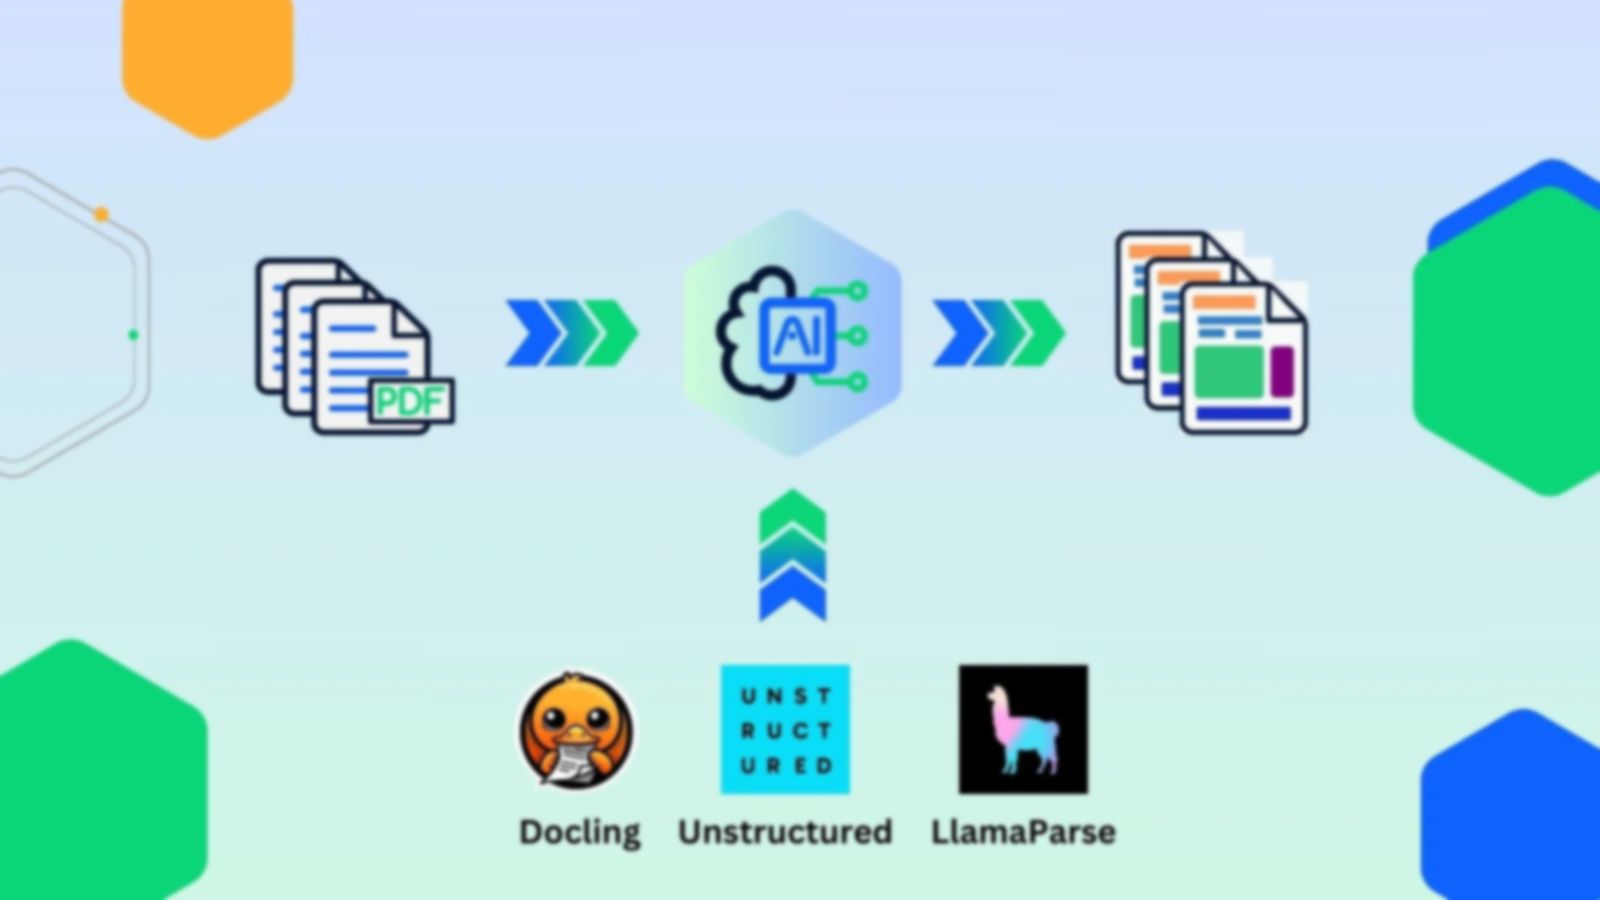 PDF
AI
UNST
RUCT
URED
Docling
Unstructured
LlamaParse